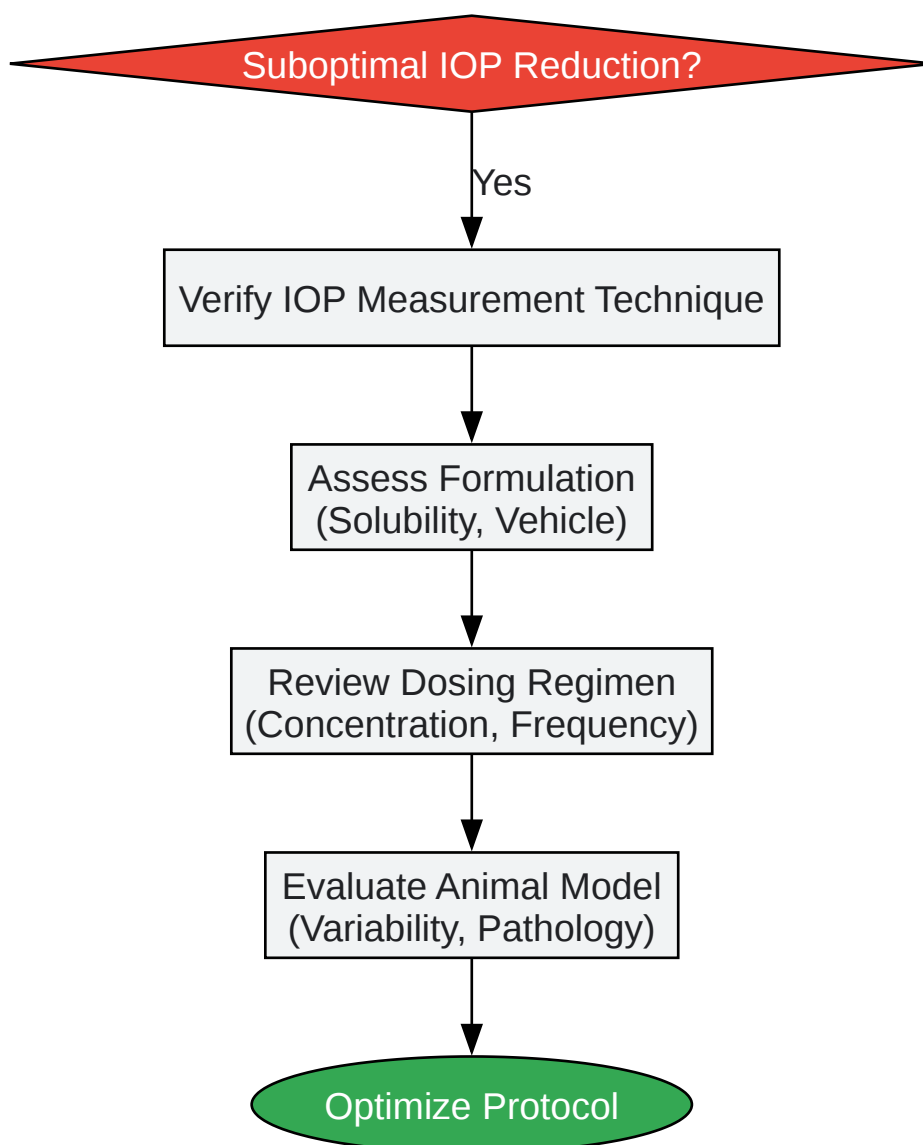 Suboptimal IOP Reduction?
Yes
Verify IOP Measurement Technique
Assess Formulation
(Solubility, Vehicle)
Review Dosing Regimen
(Concentration, Frequency)
Evaluate Animal Model
(Variability, Pathology)
Optimize Protocol